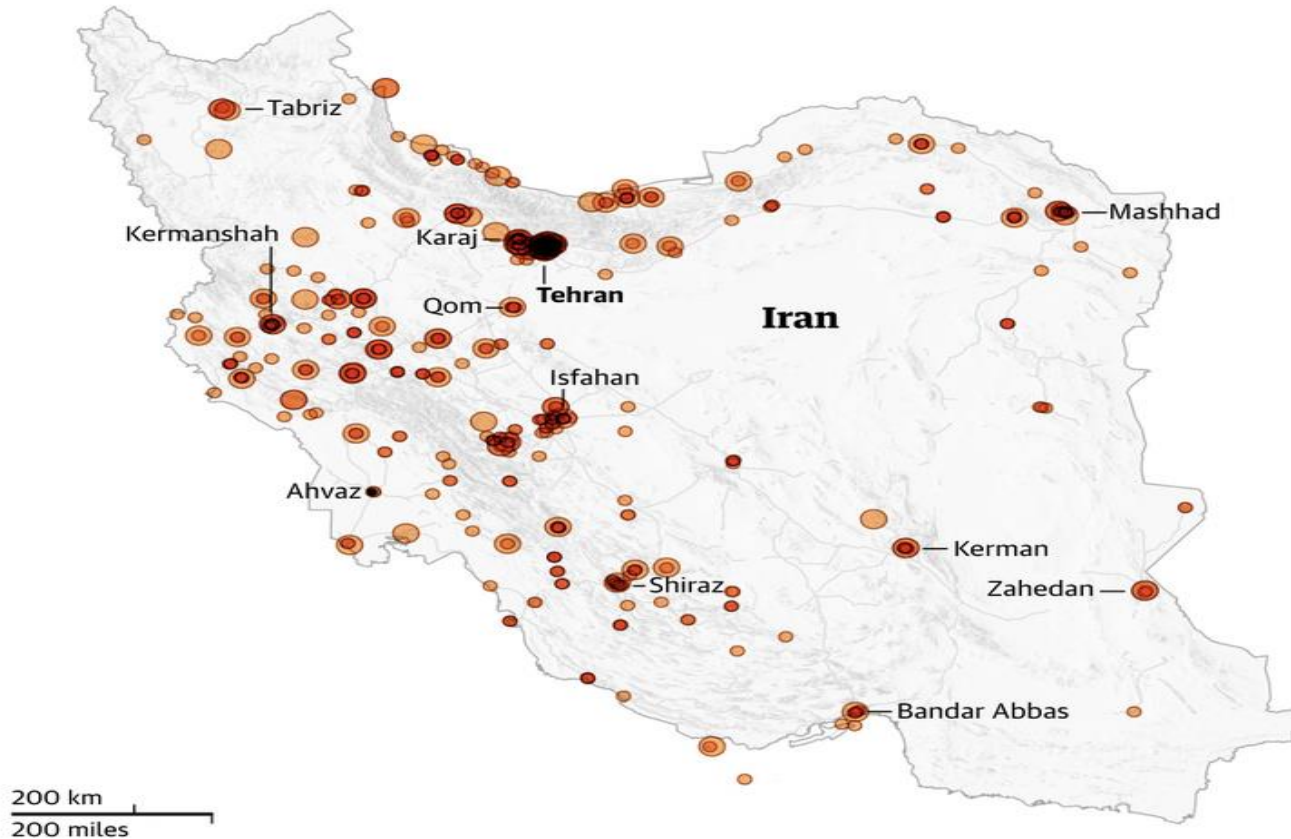 Tabriz
Kermanshah
Karaj
Mashhad
Tehran
Qom
Iran
Isfahan
Ahvaz
Kerman
Shiraz
Zahedan
Bandar Abbas
200 km
200 miles